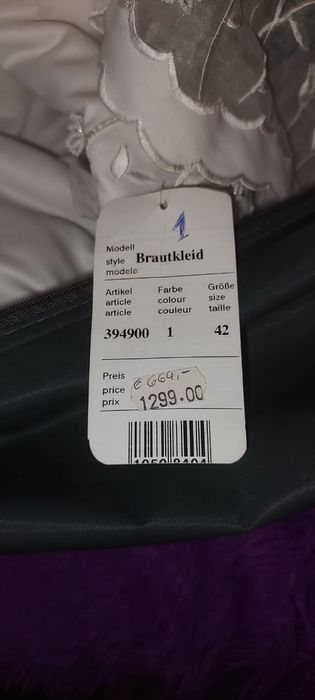 1
Modell
style Brautkleid
modele
Artikel Farbe Größe
article colour size
article couleur taille
394900 1 42
Preis
price € 664,-
prix 1299.00